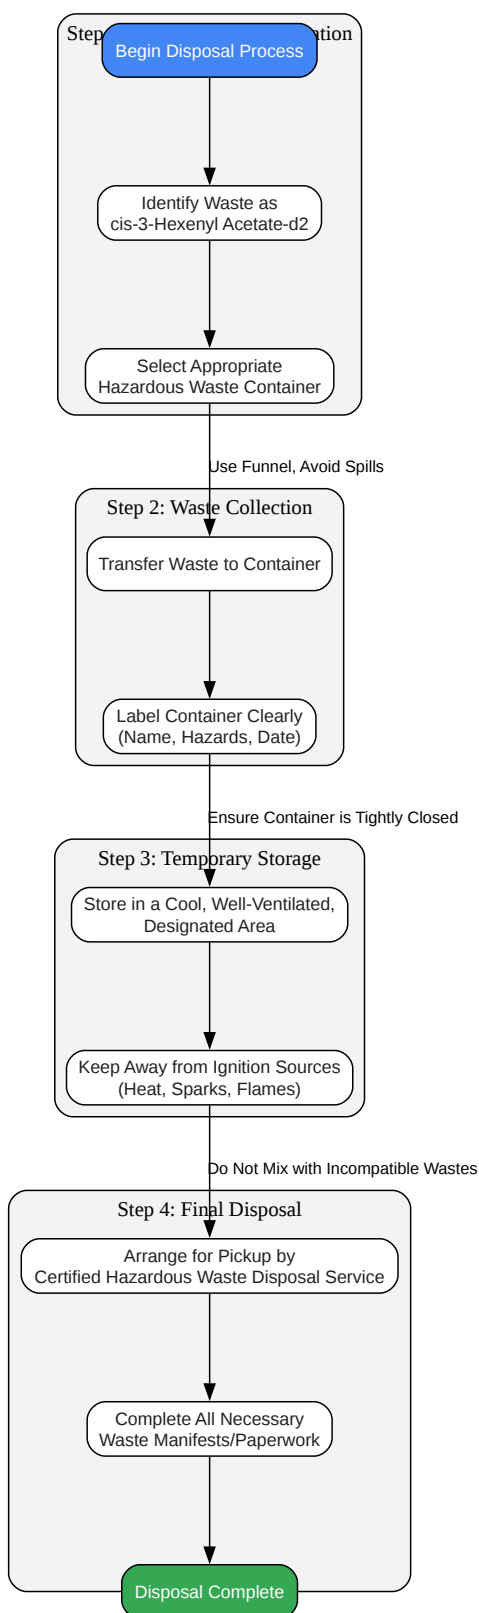 Step
ation
Begin Disposal Process
Identify Waste as
cis-3-Hexenyl Acetate-d2
Select Appropriate
Hazardous Waste Container
Use Funnel, Avoid Spills
Step 2: Waste Collection
Transfer Waste to Container
Label Container Clearly
(Name, Hazards, Date)
Ensure Container is Tightly Closed
Step 3: Temporary Storage
Store in a Cool, Well-Ventilated,
Designated Area
Keep Away from Ignition Sources
(Heat, Sparks, Flames)
Do Not Mix with Incompatible Wastes
Step 4: Final Disposal
Arrange for Pickup by
Certified Hazardous Waste Disposal Service
Complete All Necessary
Waste Manifests/Paperwork
Disposal Complete